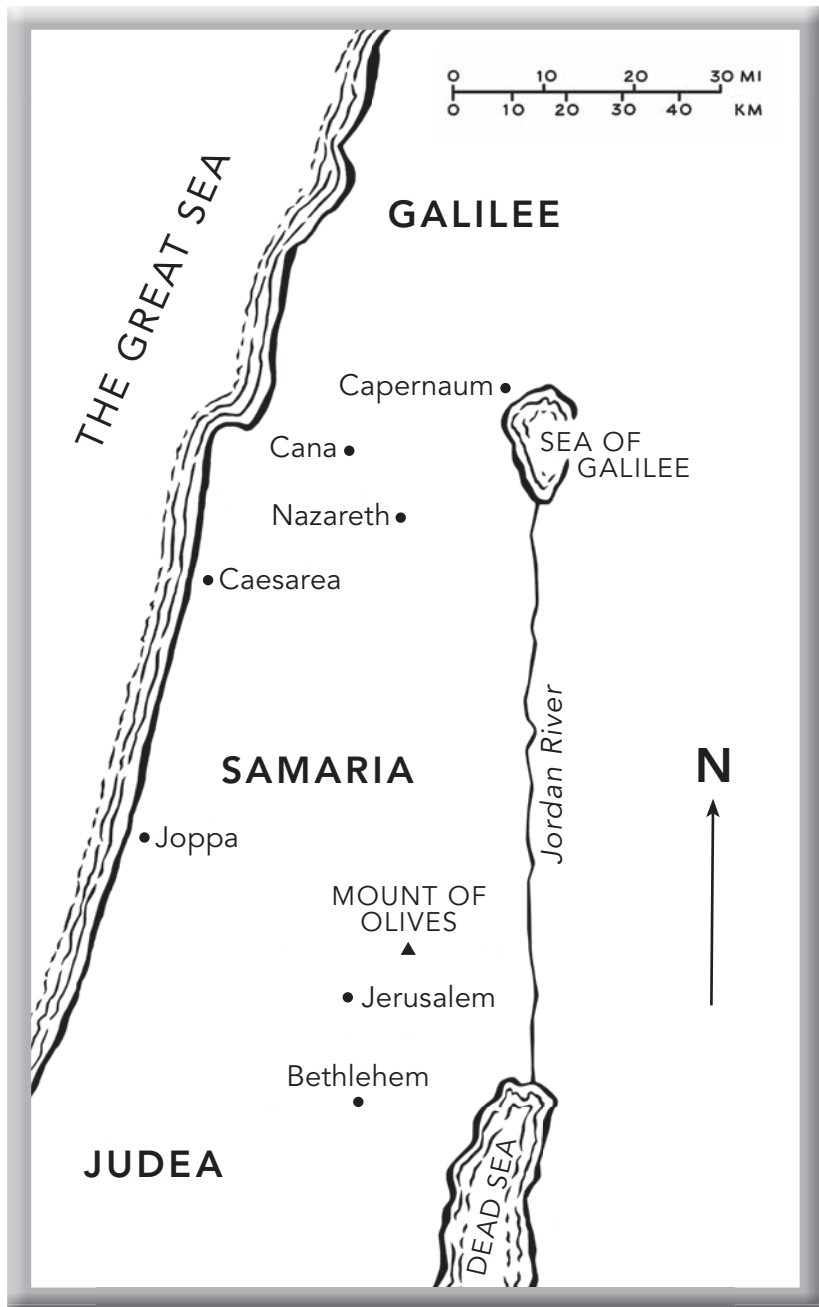 0 10 20 30 MI
0 10 20 30 40 KM
THE GREAT SEA
GALILEE
Capernaum
SEA OF
GALILEE
Cana
Nazareth
Caesarea
Jordan River
SAMARIA
N
Joppa
MOUNT OF
OLIVES
Jerusalem
Bethlehem
JUDEA
DEAD SEA